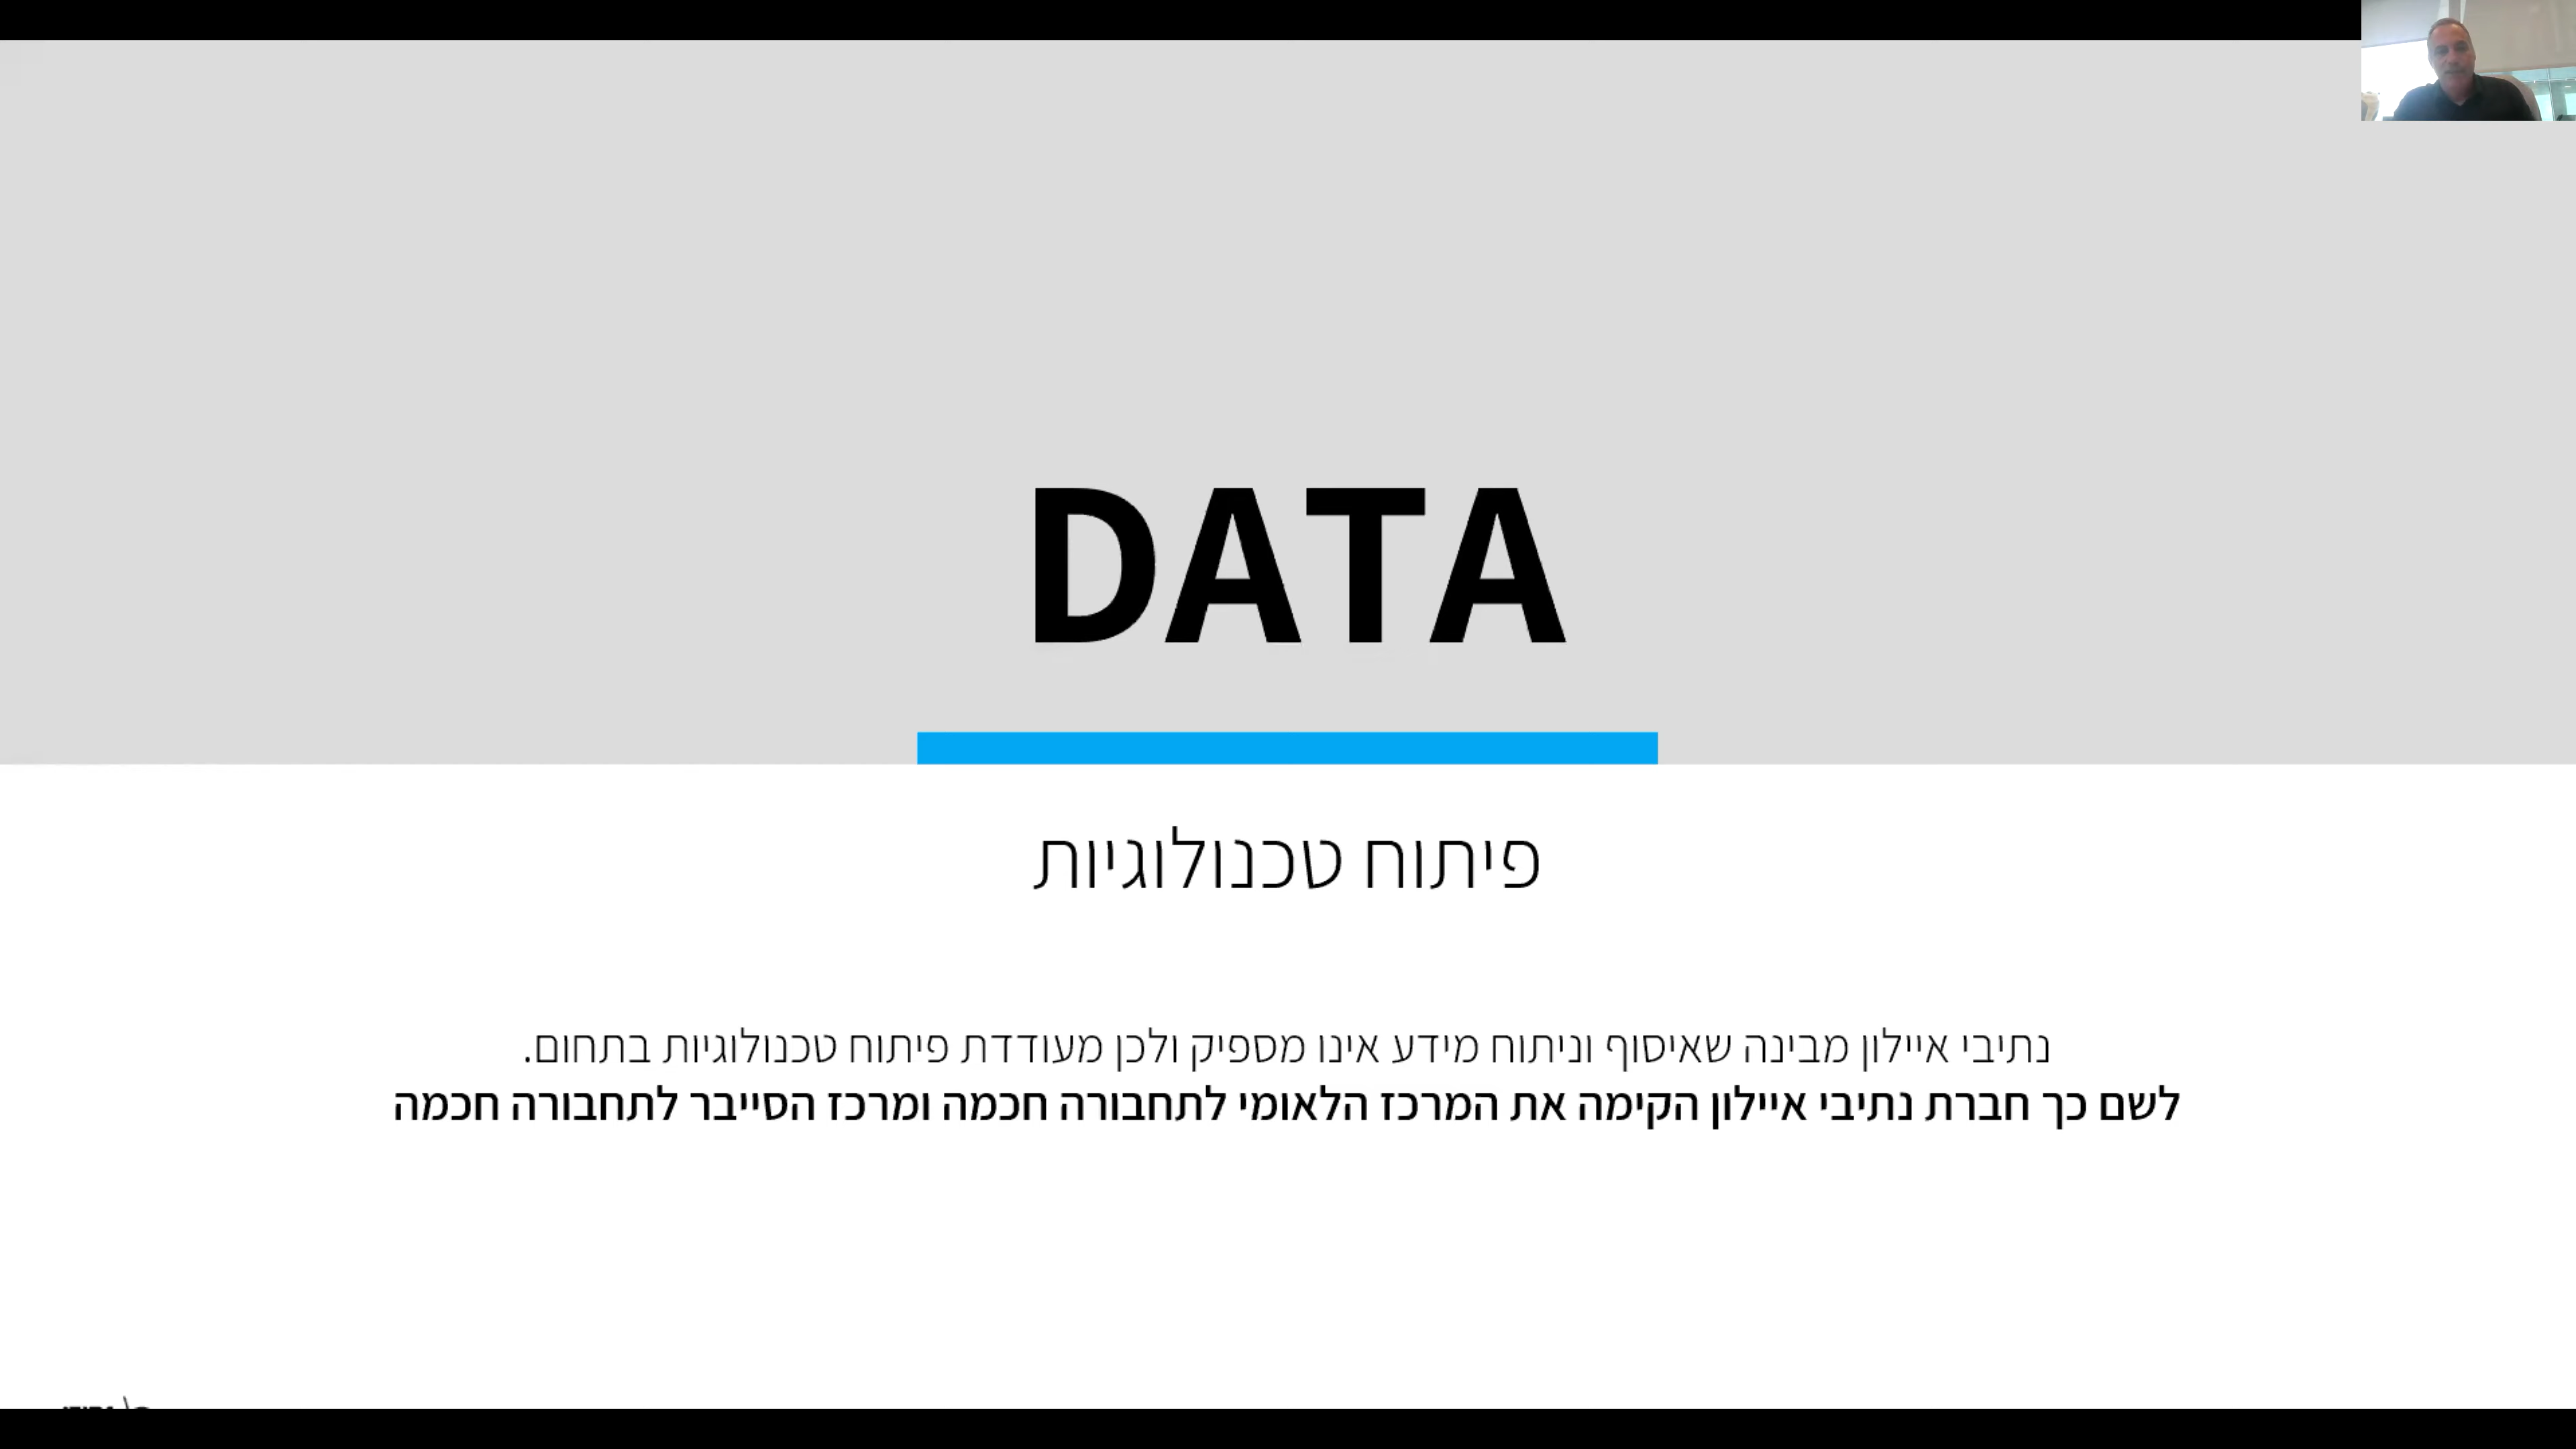 DATA
פיתוח טכנולוגיות
נתיבי איילון מבינה שאיסוף וניתוח מידע אינו מספיק ולכן מעודדת פיתוח טכנולוגיות בתחום.
לשם כך חברת נתיבי איילון הקימה את המרכז הלאומי לתחבורה חכמה ומרכז הסייבר לתחבורה חכמה